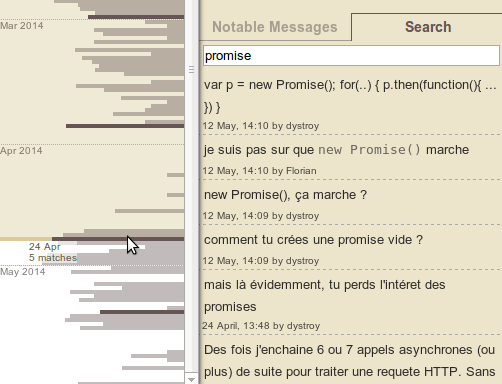 Mar 2014
Apr 2014
24 Apr
5 matches
May 2014
Notable Messages
Search
promise
var p = new Promise(); for(..) { p.then(function(){ ...
}) }
12 May, 14:10 by dystroy
je suis pas sur que new Promise() marche
12 May, 14:10 by Florian
new Promise(), ça marche ?
12 May, 14:09 by dystroy
comment tu crées une promise vide ?
12 May, 14:09 by dystroy
mais là évidemment, tu perds l'intéret des
promises
24 April, 13:48 by dystroy
Des fois j'enchaine 6 ou 7 appels asynchrones (ou
plus) de suite pour traiter une requete HTTP. Sans